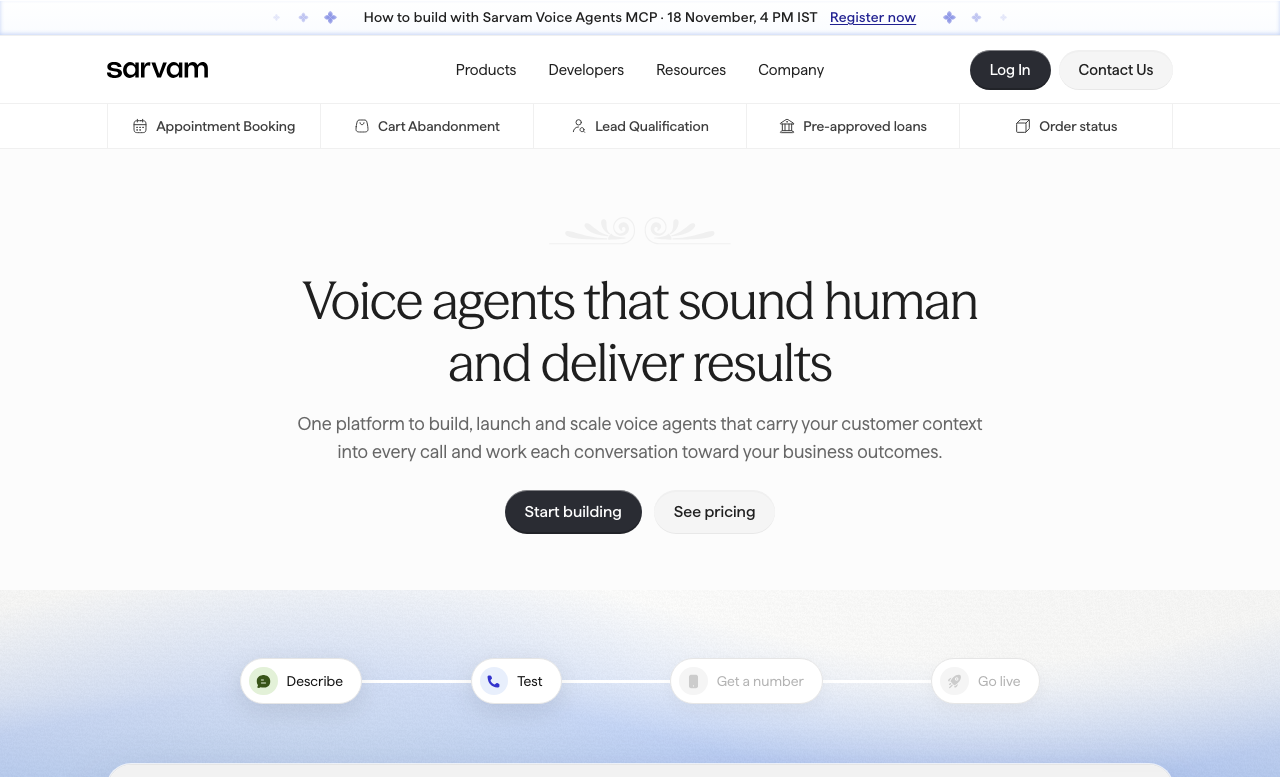 How to build with Sarvam Voice Agents MCP · 18 November, 4 PM IST Register now
sarvam Products Developers Resources Company Log In Contact Us
Appointment Booking Cart Abandonment Lead Qualification Pre-approved loans Order status
Voice agents that sound human
and deliver results
One platform to build, launch and scale voice agents that carry your customer context
into every call and work each conversation toward your business outcomes.
Start building See pricing
Describe Test Get a number Go live